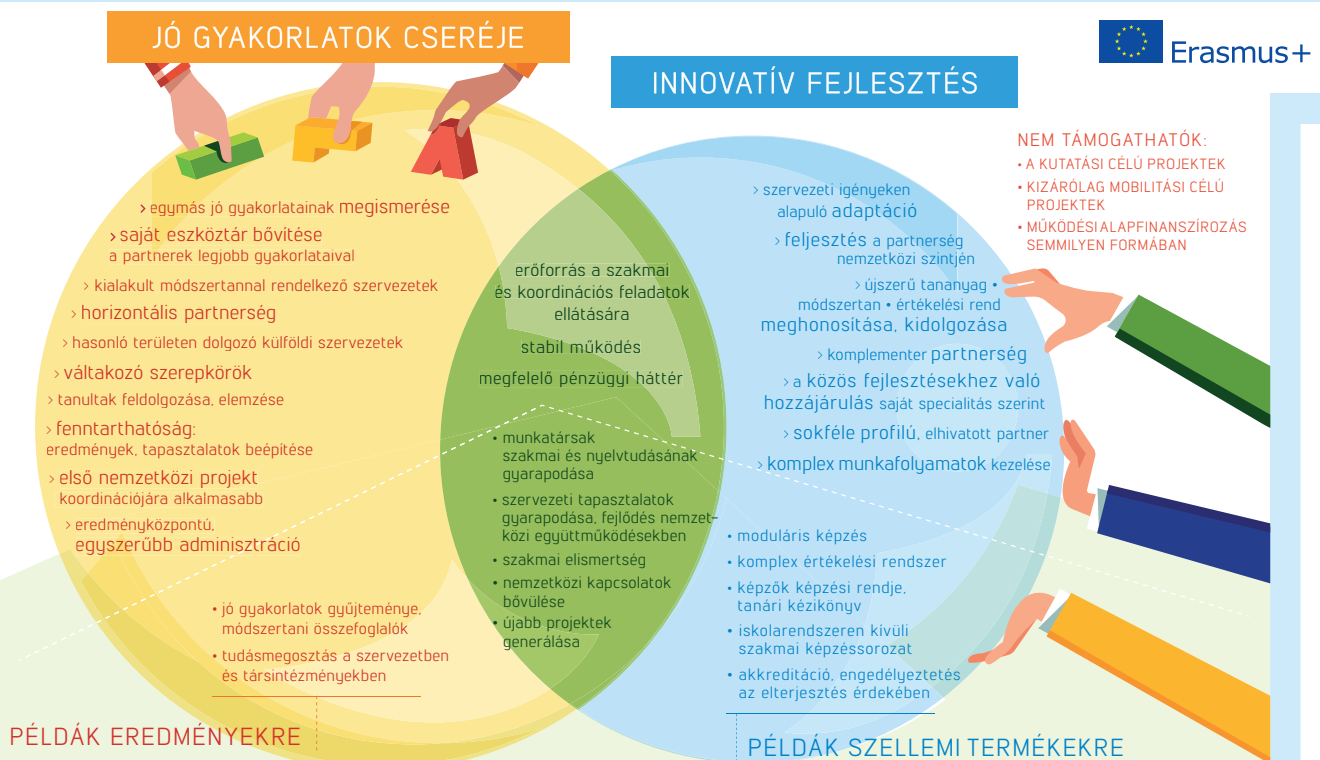 JÓ GYAKORLATOK CSERÉJE
› egymás jó gyakorlatainak megismerése
› saját eszköztár bővítése
a partnerek legjobb gyakorlataival
› kialakult módszertannal rendelkező szervezetek
› horizontális partnerség
› hasonló területen dolgozó külföldi szervezetek
› váltakozó szerepkörök
› tanultak feldolgozása, elemzése
› fenntarthatóság:
eredmények, tapasztalatok beépítése
› első nemzetközi projekt
koordinációjára alkalmasabb
› eredményközpontú,
egyszerűbb adminisztráció
• jó gyakorlatok gyűjteménye,
módszertani összefoglalók
• tudásmegosztás a szervezetben
és társintézményekben
PÉLDÁK EREDMÉNYEKRE
erőforrás a szakmai
és koordinációs feladatok
ellátására
stabil működés
megfelelő pénzügyi háttér
• munkatársak
szakmai és nyelvtudásának
gyarapodása
• szervezeti tapasztalatok
gyarapodása, fejlődés nemzet-
közi együttműködésekben
• szakmai elismertség
• nemzetközi kapcsolatok
bővülése
• újabb projektek
generálása
INNOVATÍV FEJLESZTÉS
› szervezeti igényeken
alapuló adaptáció
› feljesztés a partnerség
nemzetközi szintjén
› újszerű tananyag •
módszertan • értékelési rend
meghonosítása, kidolgozása
› komplementer partnerség
› a közös fejlesztésekhez való
hozzájárulás saját specialitás szerint
› sokféle profilú, elhivatott partner
› komplex munkafolyamatok kezelése
• moduláris képzés
• komplex értékelési rendszer
• képzők képzési rendje,
tanári kézikönyv
• iskolarendszeren kívüli
szakmai képzéssorozat
• akkreditáció, engedélyeztetés
az elterjesztés érdekében
PÉLDÁK SZELLEMI TERMÉKEKRE
Erasmus+
NEM TÁMOGATHATÓK:
• A KUTATÁSI CÉLÚ PROJEKTEK
• KIZÁRÓLAG MOBILITÁSI CÉLÚ
PROJEKTEK
• MŰKÖDÉSI ALAPFINANSZÍROZÁS
SEMMILYEN FORMÁBAN